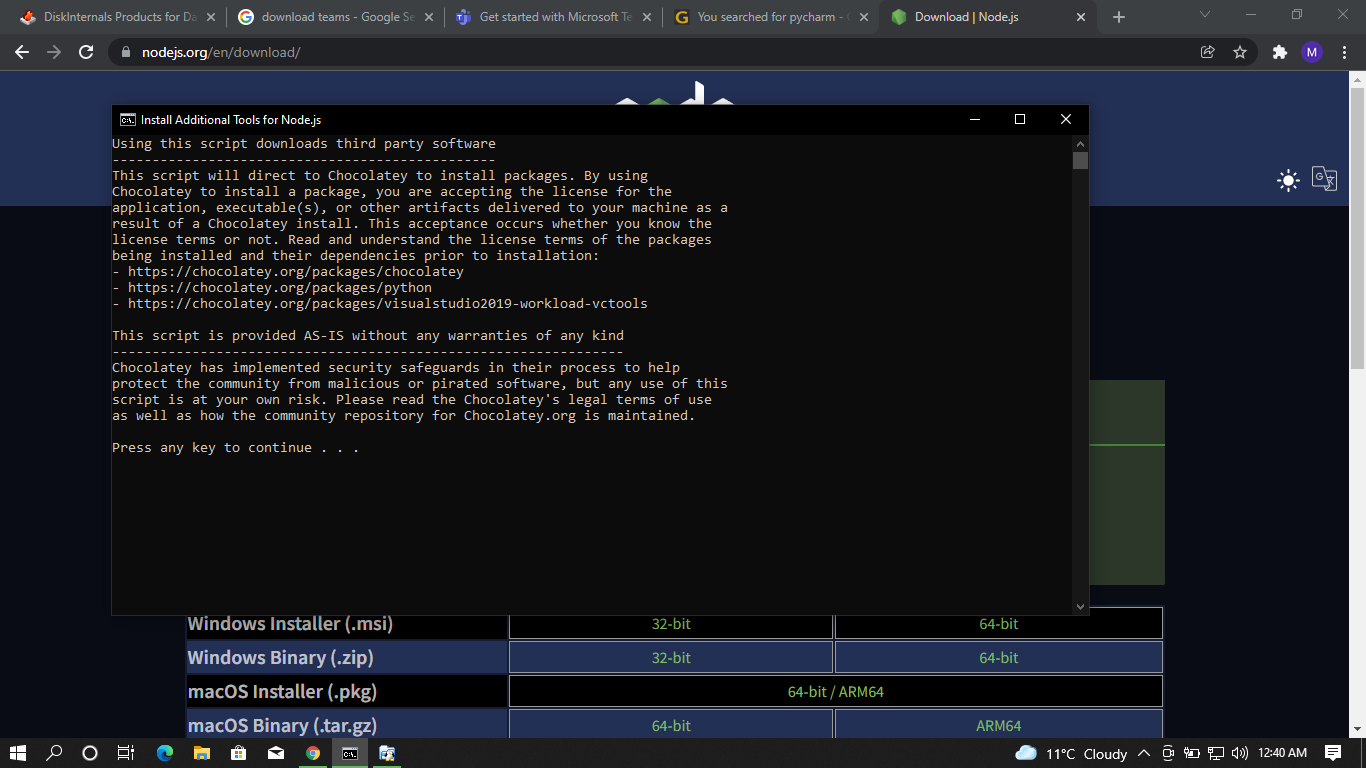 DiskInternals Products for Da
download teams - Google Se
Get started with Microsoft Te
You searched for pycharm -
Download | Node.js
nodejs.org/en/download/
M
Install Additional Tools for Node.js
Using this script downloads third party software
------------------------------------------------
This script will direct to Chocolatey to install packages. By using
Chocolatey to install a package, you are accepting the license for the
application, executable(s), or other artifacts delivered to your machine as a
result of a Chocolatey install. This acceptance occurs whether you know the
license terms or not. Read and understand the license terms of the packages
being installed and their dependencies prior to installation:
- https://chocolatey.org/packages/chocolatey
- https://chocolatey.org/packages/python
- https://chocolatey.org/packages/visualstudio2019-workload-vctools
This script is provided AS-IS without any warranties of any kind
----------------------------------------------------------------
Chocolatey has implemented security safeguards in their process to help
protect the community from malicious or pirated software, but any use of this
script is at your own risk. Please read the Chocolatey's legal terms of use
as well as how the community repository for Chocolatey.org is maintained.
Press any key to continue . . .
Windows Installer (.msi) 32-bit 64-bit
Windows Binary (.zip) 32-bit 64-bit
macOS Installer (.pkg) 64-bit / ARM64
macOS Binary (.tar.gz) 64-bit ARM64
11°C Cloudy 12:40 AM